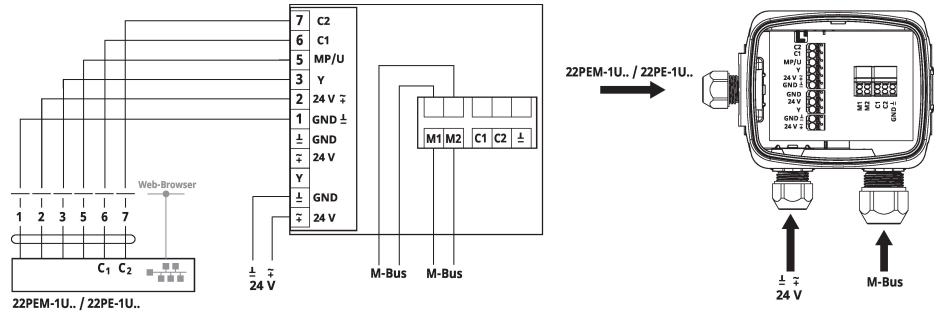 7 C2
6 C1
5 MP/U
3 Y
2 24 V ⏦
1 GND ⊥
⊥ GND
⏦ 24 V
Y
⊥ GND
⏦ 24 V
M1 M2 C1 C2 ⊥
Web-Browser
1 2 3 5 6 7
C1 C2
22PEM-1U.. / 22PE-1U..
⊥ ⏦
24 V
M-Bus M-Bus
22PEM-1U.. / 22PE-1U..
C2
C1
MP/U
Y
24 V ⏦
GND ⊥
GND
24 V
Y
GND ⊥
24 V ⏦
M1
M2
C1
C2
GND ⊥
⊥ ⏦
24 V
M-Bus